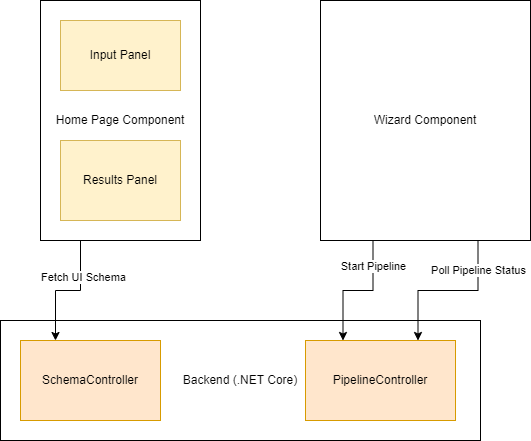 Input Panel
Home Page Component
Wizard Component
Results Panel
Start Pipeline
Poll Pipeline Status
Fetch UI Schema
SchemaController
Backend (.NET Core)
PipelineController